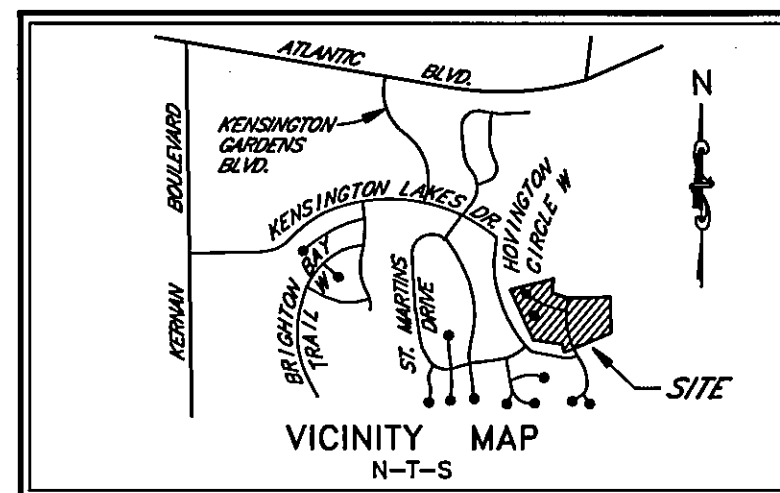 ATLANTIC BLVD.
N
KENSINGTON
GARDENS
BLVD.
KERNAN BOULEVARD
KENSINGTON LAKES DR.
HOVINGTON
CIRCLE W
BRIGHTON BAY
TRAIL W
ST. MARTINS
DRIVE
SITE
VICINITY MAP
N-T-S